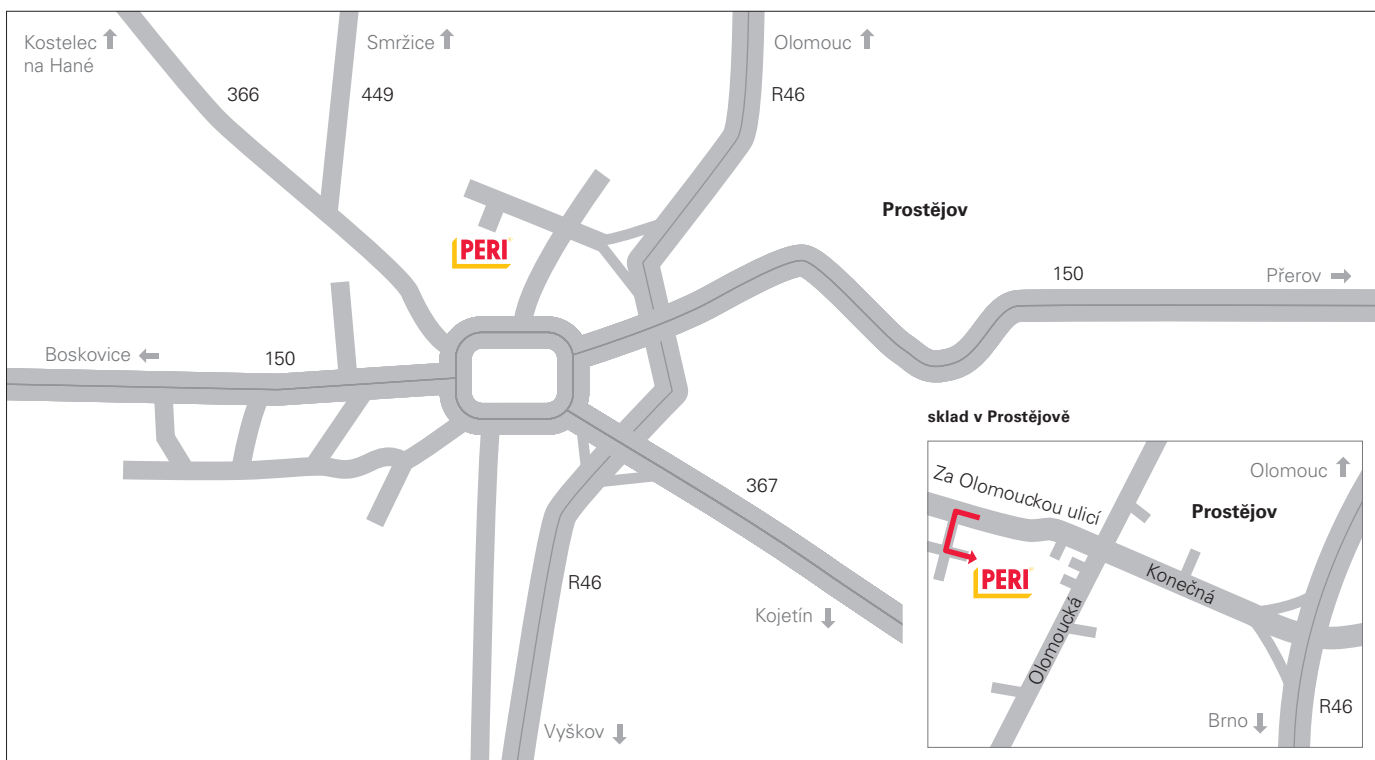 Kostelec
na Hané
Smržice
Olomouc
366
449
R46
Prostějov
PERI
150
Přerov
Boskovice
150
sklad v Prostějově
367
R46
Kojetín
Vyškov
Za Olomouckou ulicí
Olomouc
Prostějov
PERI
Konečná
Olomoucká
R46
Brno